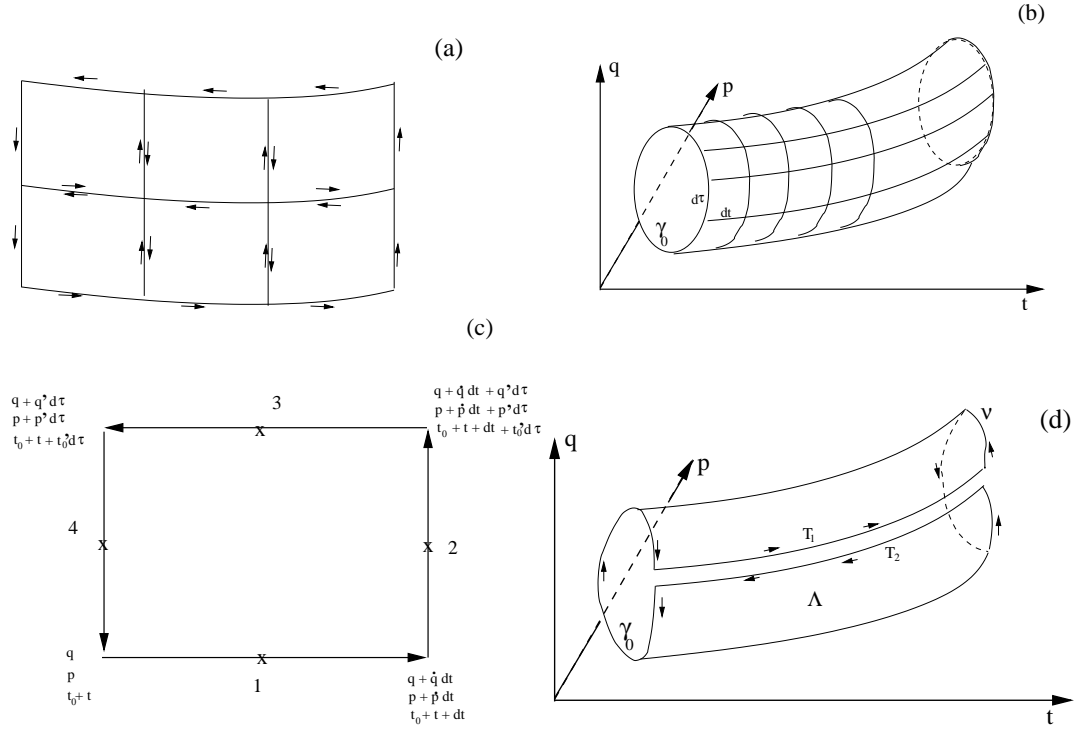 (a)
(b)
q
p
dτ
dt
γ₀
t
(c)
q + q’dτ
p + p’dτ
t₀ + t + t₀’dτ
3
q + q̇ dt + q’dτ
p + ṗ dt + p’dτ
t₀ + t + dt + t₀’dτ
4
x
x
x
2
q
p
t₀ + t
x
1
q + q̇ dt
p + ṗ dt
t₀ + t + dt
(d)
q
p
ν
T₁
T₂
Λ
γ₀
t